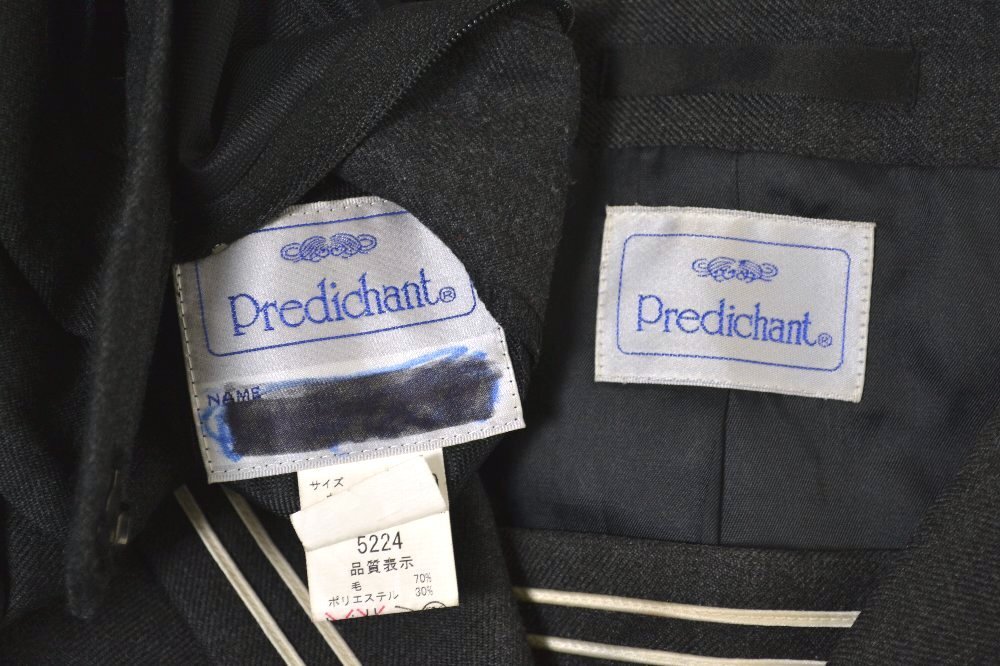 Predichant®
NAME
サイズ
5224
品質表示
毛 70%
ポリエステル 30%
Predichant®